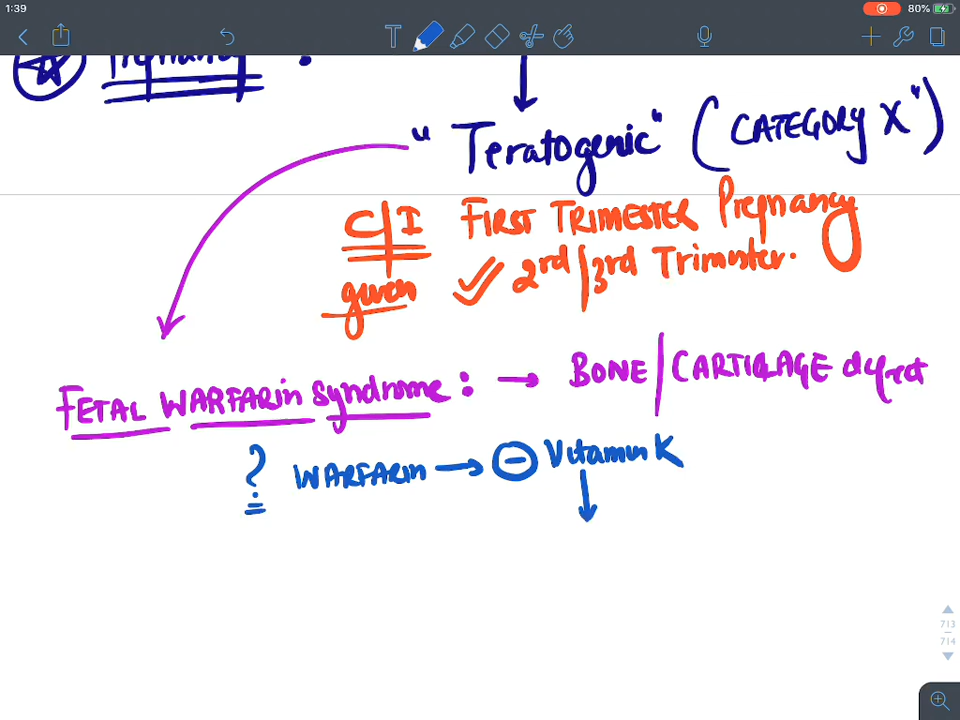 1:39
80%
T
Pregnancy :
"Teratogenic" (CATEGORY X")
C/I FIRST TRIMESTER Pregnancy
given 2nd/3rd Trimester.
FETAL WARFARIN syndrome: → BONE/CARTILAGE defect
? WARFARIN → ⊖ Vitamin K
713
714